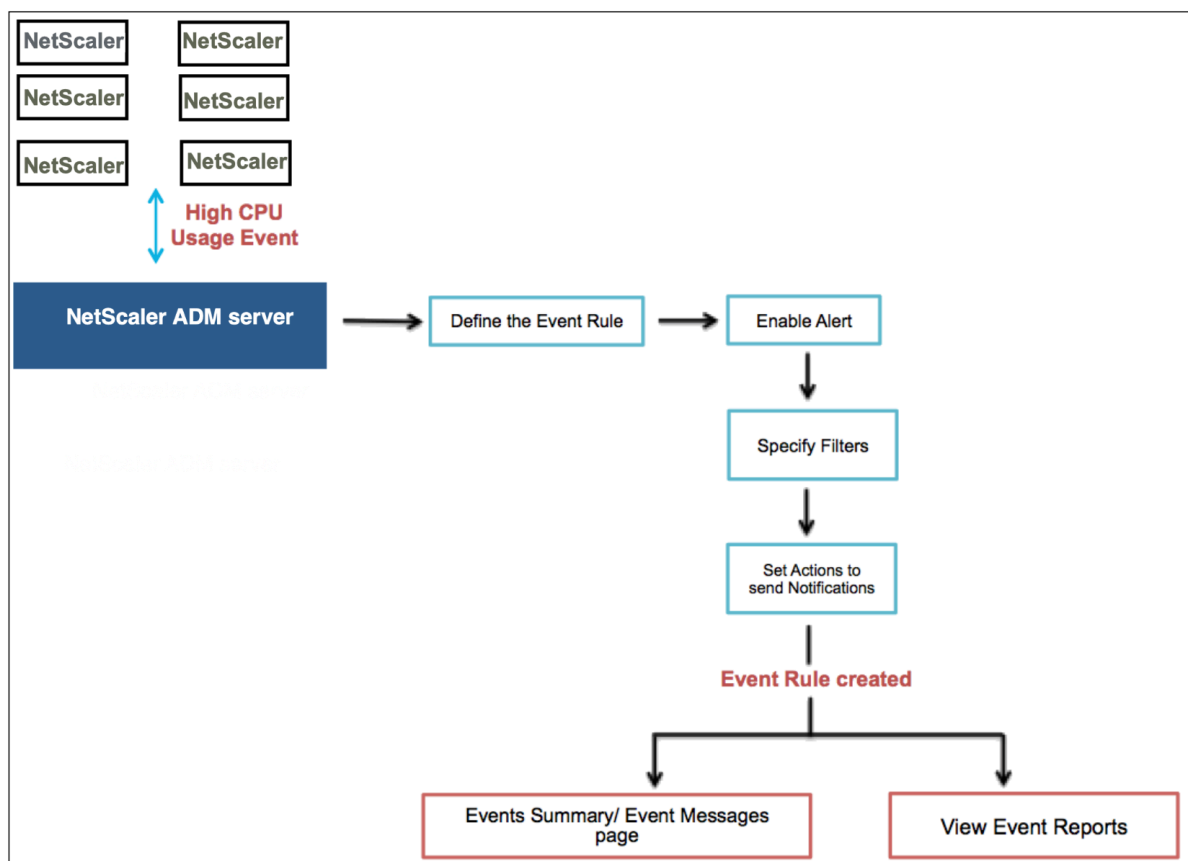 NetScaler
NetScaler
NetScaler
NetScaler
NetScaler
NetScaler
High CPU
Usage Event
NetScaler ADM server
Define the Event Rule
Enable Alert
Specify Filters
Set Actions to
send Notifications
Event Rule created
Events Summary/ Event Messages
page
View Event Reports